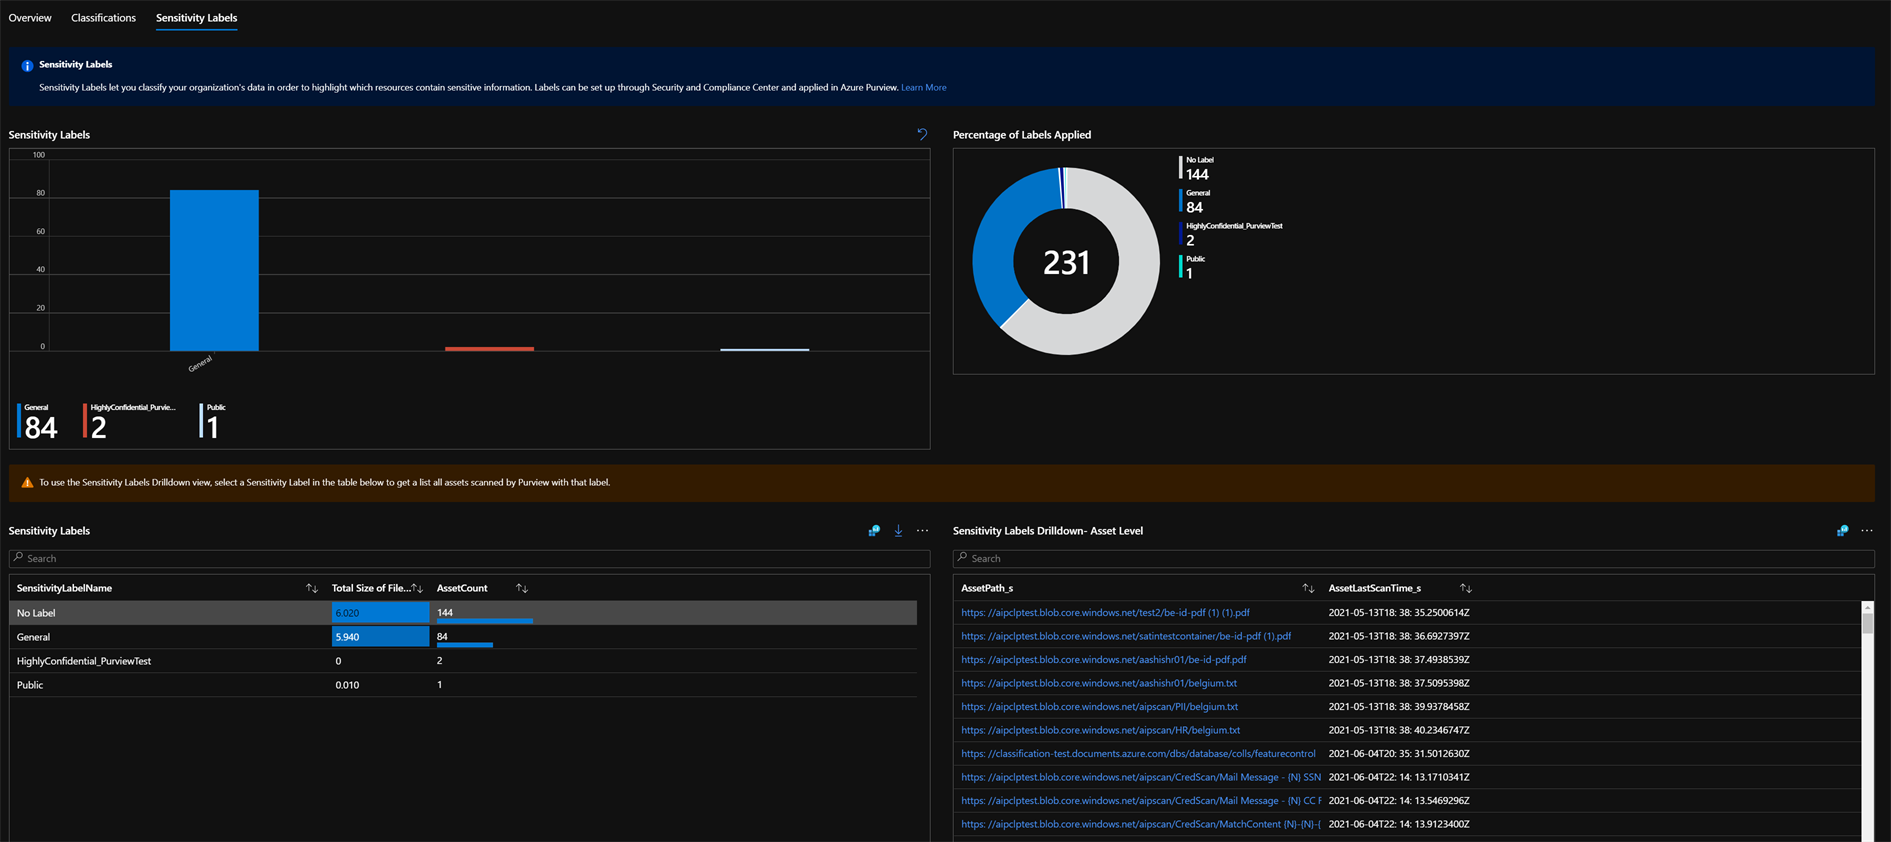 Overview Classifications Sensitivity Labels
Sensitivity Labels
Sensitivity Labels let you classify your organization's data in order to highlight which resources contain sensitive information. Labels can be set up through Security and Compliance Center and applied in Azure Purview. Learn More
Sensitivity Labels
100
80
60
40
20
0
General
General
84
HighlyConfidential_Purvie...
2
Public
1
Percentage of Labels Applied
231
No Label
144
General
84
HighlyConfidential_PurviewTest
2
Public
1
To use the Sensitivity Labels Drilldown view, select a Sensitivity Label in the table below to get a list all assets scanned by Purview with that label.
Sensitivity Labels
Search
SensitivityLabelName Total Size of File... AssetCount
No Label 6.020 144
General 5.940 84
HighlyConfidential_PurviewTest 0 2
Public 0.010 1
Sensitivity Labels Drilldown- Asset Level
Search
AssetPath_s AssetLastScanTime_s
https: //aipclptest.blob.core.windows.net/test2/be-id-pdf (1) (1).pdf 2021-05-13T18: 38: 35.2500614Z
https: //aipclptest.blob.core.windows.net/satintestcontainer/be-id-pdf (1).pdf 2021-05-13T18: 38: 36.6927397Z
https: //aipclptest.blob.core.windows.net/aashishr01/be-id-pdf.pdf 2021-05-13T18: 38: 37.4938539Z
https: //aipclptest.blob.core.windows.net/aashishr01/belgium.txt 2021-05-13T18: 38: 37.5095398Z
https: //aipclptest.blob.core.windows.net/aipscan/PII/belgium.txt 2021-05-13T18: 38: 39.9378458Z
https: //aipclptest.blob.core.windows.net/aipscan/HR/belgium.txt 2021-05-13T18: 38: 40.2346747Z
https: //classification-test.documents.azure.com/dbs/database/colls/featurecontrol 2021-06-04T20: 35: 31.5012630Z
https: //aipclptest.blob.core.windows.net/aipscan/CredScan/Mail Message - {N} SSN 2021-06-04T22: 14: 13.1710341Z
https: //aipclptest.blob.core.windows.net/aipscan/CredScan/Mail Message - {N} CC F 2021-06-04T22: 14: 13.5469296Z
https: //aipclptest.blob.core.windows.net/aipscan/CredScan/MatchContent {N}-{N}-{ 2021-06-04T22: 14: 13.9123400Z